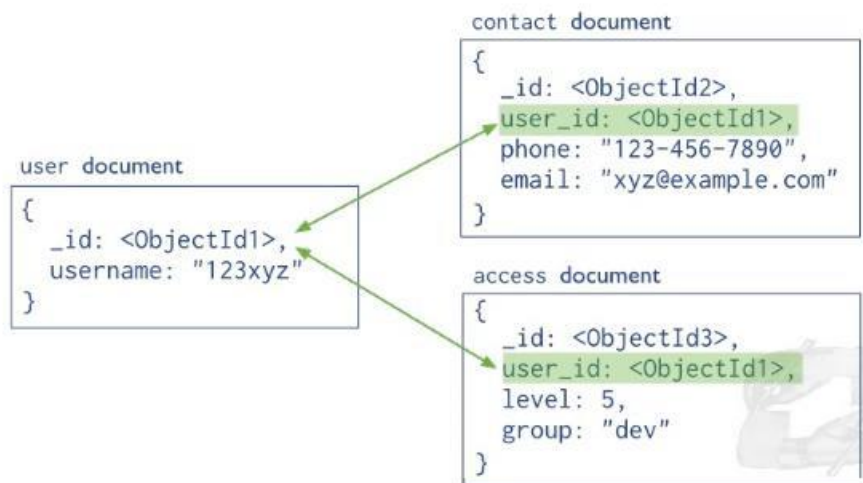 user document
{
_id: <ObjectId1>,
username: "123xyz"
}
contact document
{
_id: <ObjectId2>,
user_id: <ObjectId1>,
phone: "123-456-7890",
email: "xyz@example.com"
}
access document
{
_id: <ObjectId3>,
user_id: <ObjectId1>,
level: 5,
group: "dev"
}